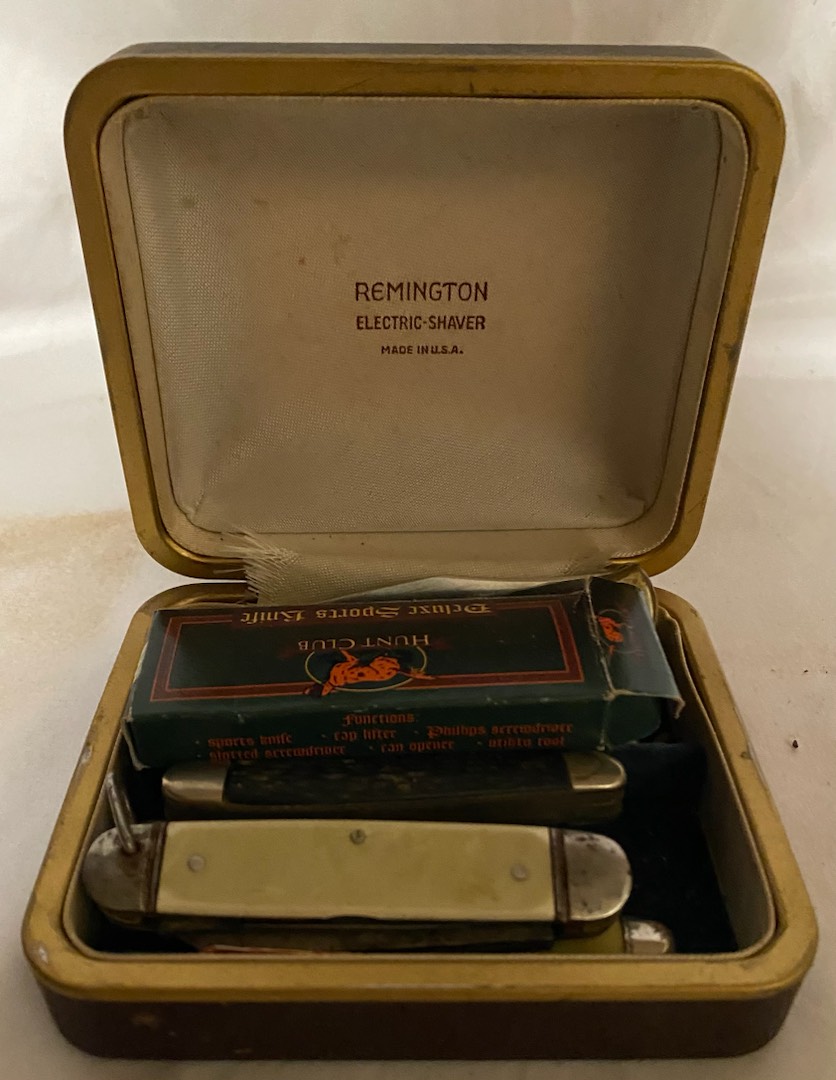 REMINGTON
ELECTRIC-SHAVER
MADE IN U.S.A.
Deluxe Sports Knife
HUNT CLUB
Functions:
• sports knife • cap lifter • Phillips screwdriver
• slotted screwdriver • can opener • utility tool